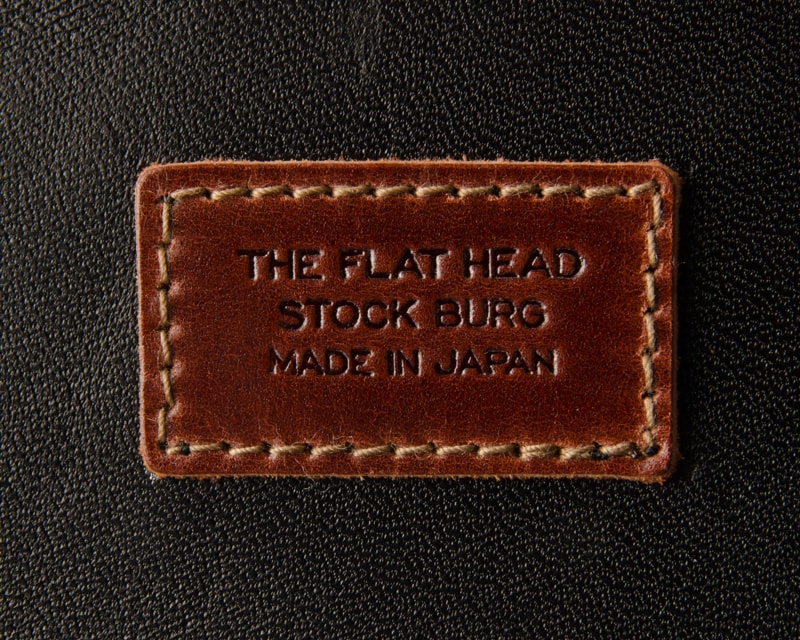 THE FLAT HEAD
STOCK BURG
MADE IN JAPAN